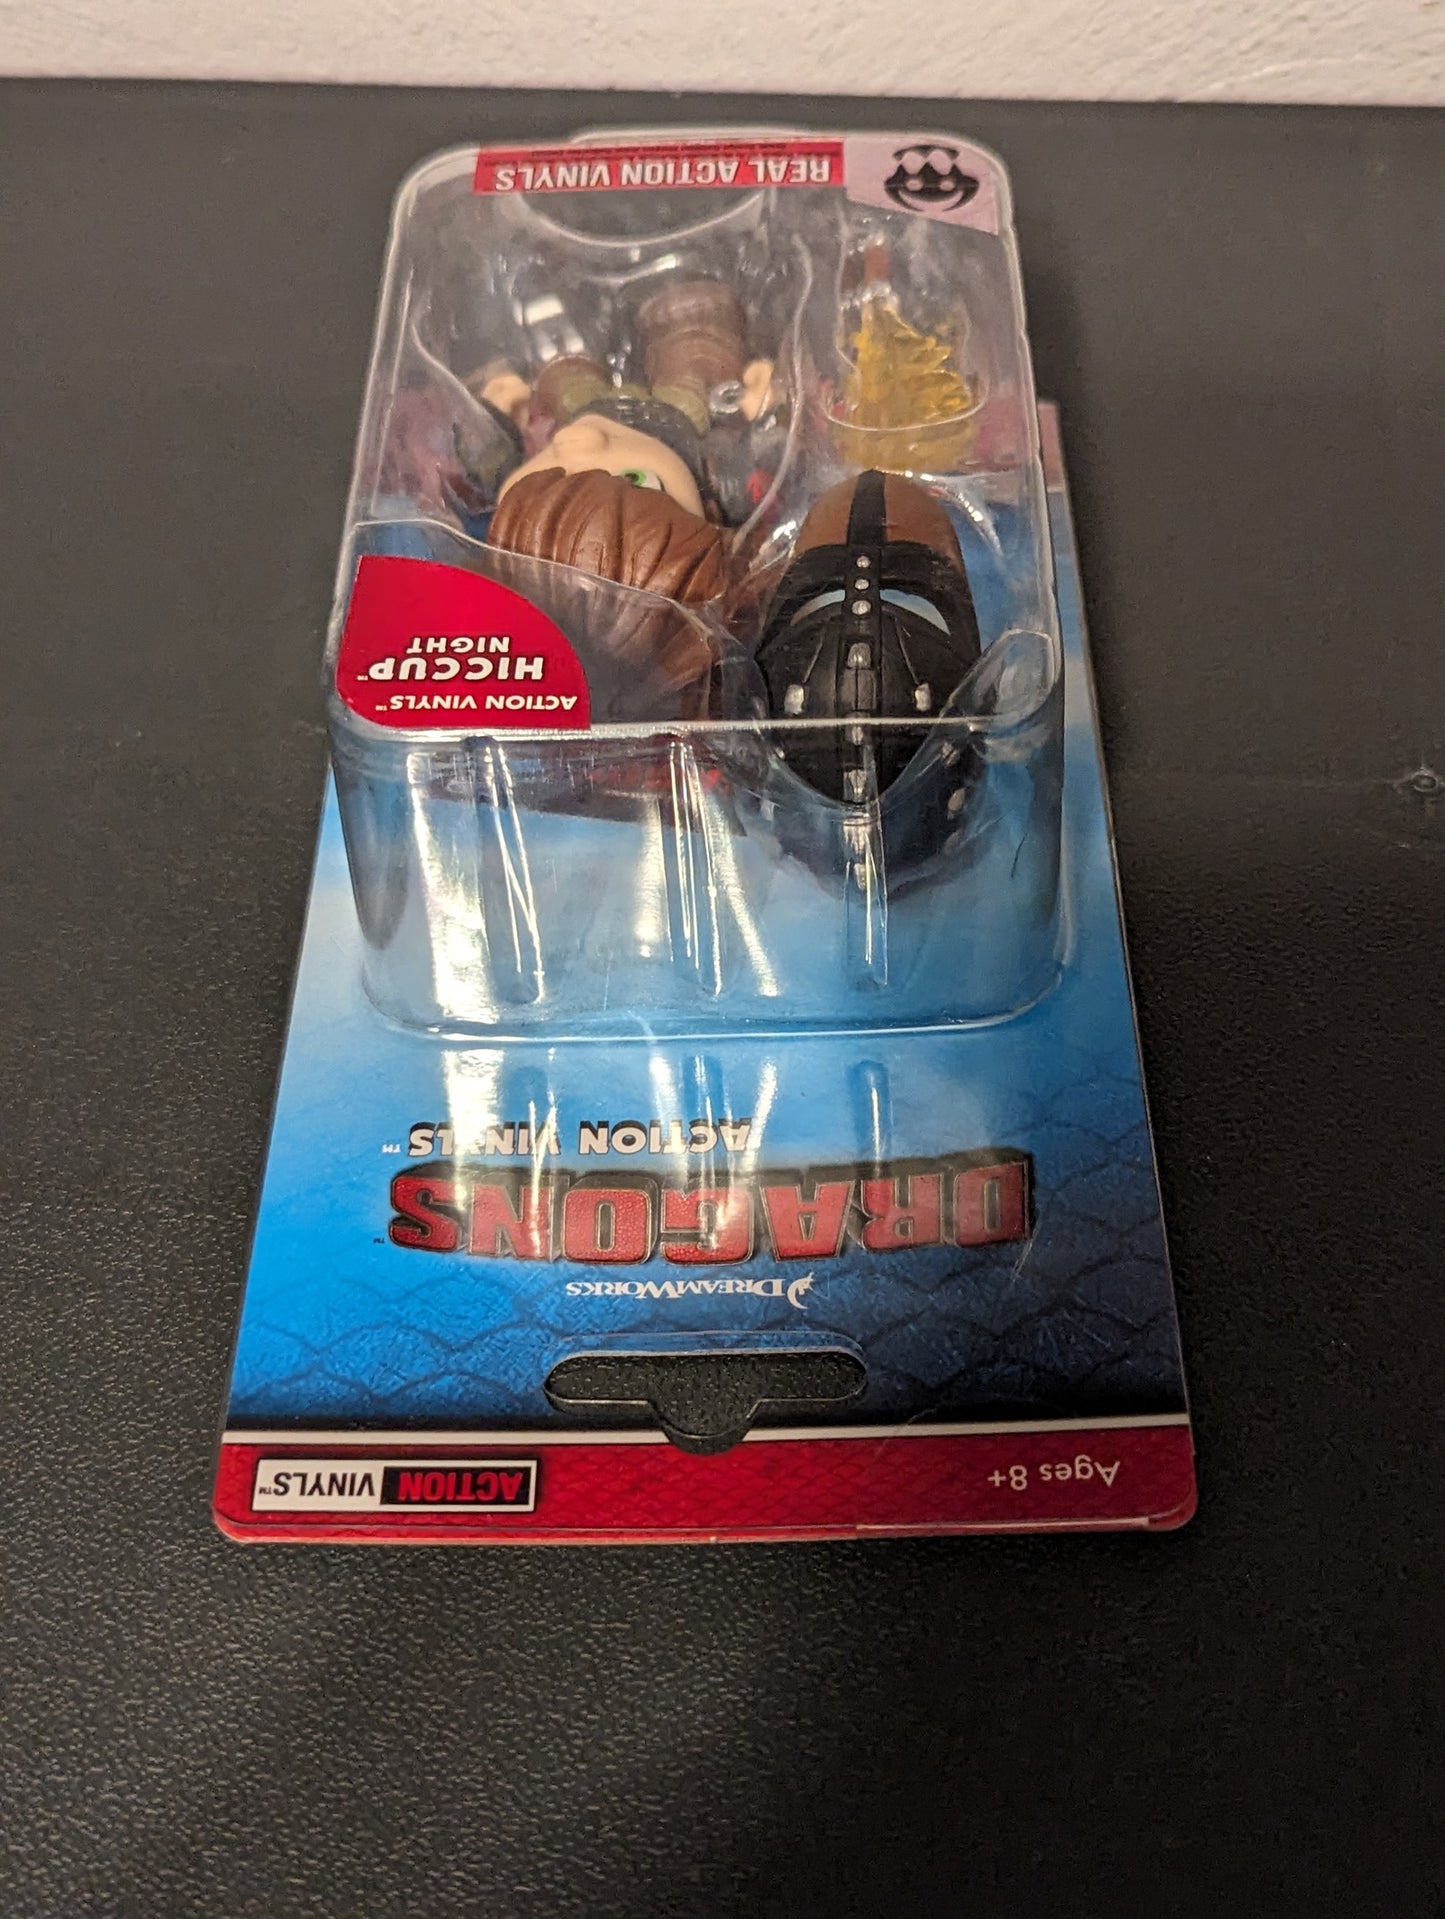 ACTION VINYLS™
Ages 8+
DREAMWORKS
DRAGONS™
ACTION VINYLS™
ACTION VINYLS™
HICCUP™
NIGHT
REAL ACTION VINYLS